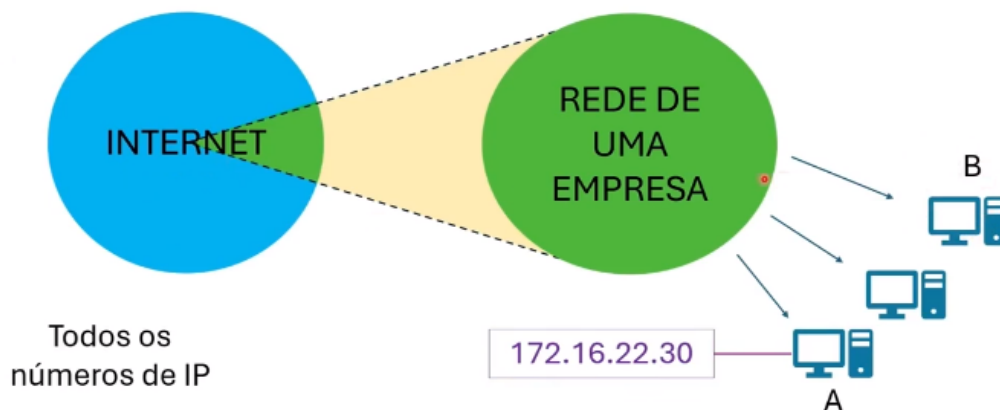 INTERNET
REDE DE
UMA
EMPRESA
B
Todos os
números de IP
172.16.22.30
A